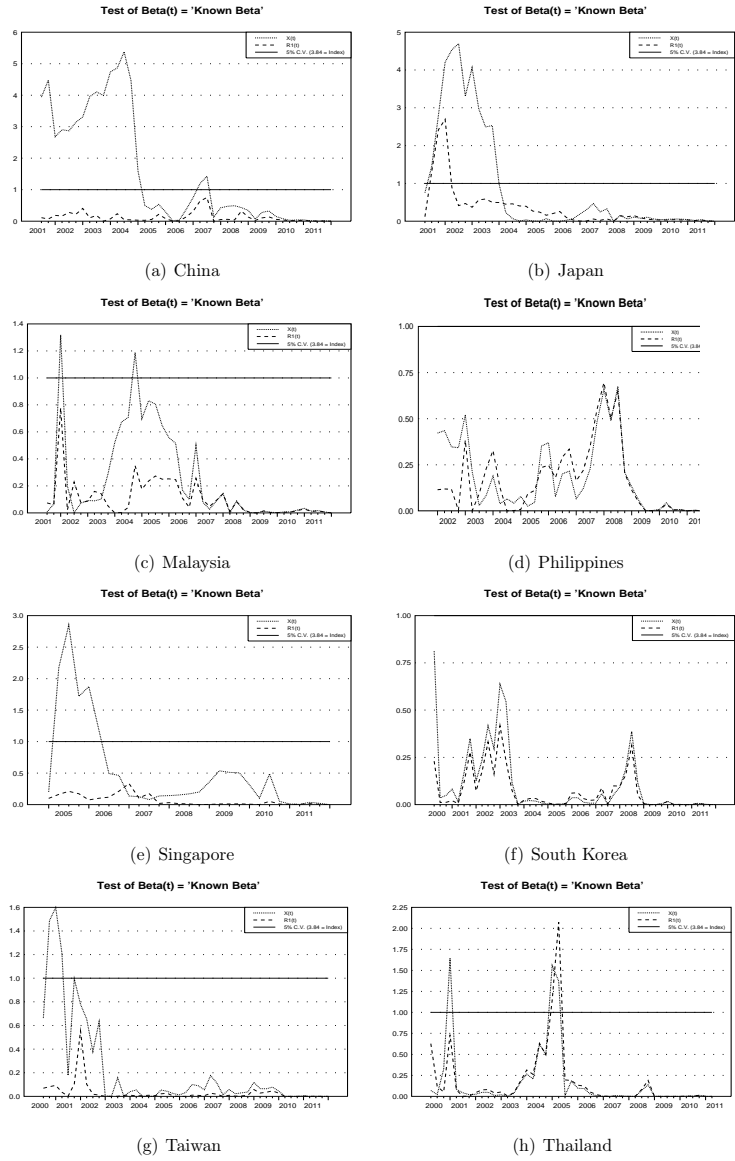 Test of Beta(t) = 'Known Beta'
X(t)
R1(t)
5% C.V. (3.84 = Index)
6
5
4
3
2
1
0
2001 2002 2003 2004 2005 2006 2007 2008 2009 2010 2011
(a) China
Test of Beta(t) = 'Known Beta'
X(t)
R1(t)
5% C.V. (3.84 = Index)
5
4
3
2
1
0
2001 2002 2003 2004 2005 2006 2007 2008 2009 2010 2011
(b) Japan
Test of Beta(t) = 'Known Beta'
X(t)
R1(t)
5% C.V. (3.84 = Index)
1.4
1.2
1.0
0.8
0.6
0.4
0.2
0.0
2001 2002 2003 2004 2005 2006 2007 2008 2009 2010 2011
(c) Malaysia
Test of Beta(t) = 'Known Beta'
X(t)
R1(t)
5% C.V. (3.84
1.00
0.75
0.50
0.25
0.00
2002 2003 2004 2005 2006 2007 2008 2009 2010 201
(d) Philippines
Test of Beta(t) = 'Known Beta'
X(t)
R1(t)
5% C.V. (3.84 = Index)
3.0
2.5
2.0
1.5
1.0
0.5
0.0
2005 2006 2007 2008 2009 2010 2011
(e) Singapore
Test of Beta(t) = 'Known Beta'
X(t)
R1(t)
5% C.V. (3.84 = Index)
1.00
0.75
0.50
0.25
0.00
2000 2001 2002 2003 2004 2005 2006 2007 2008 2009 2010 2011
(f) South Korea
Test of Beta(t) = 'Known Beta'
X(t)
R1(t)
5% C.V. (3.84 = Index)
1.6
1.4
1.2
1.0
0.8
0.6
0.4
0.2
0.0
2000 2001 2002 2003 2004 2005 2006 2007 2008 2009 2010 2011
(g) Taiwan
Test of Beta(t) = 'Known Beta'
X(t)
R1(t)
5% C.V. (3.84 = Index)
2.25
2.00
1.75
1.50
1.25
1.00
0.75
0.50
0.25
0.00
2000 2001 2002 2003 2004 2005 2006 2007 2008 2009 2010 2011
(h) Thailand